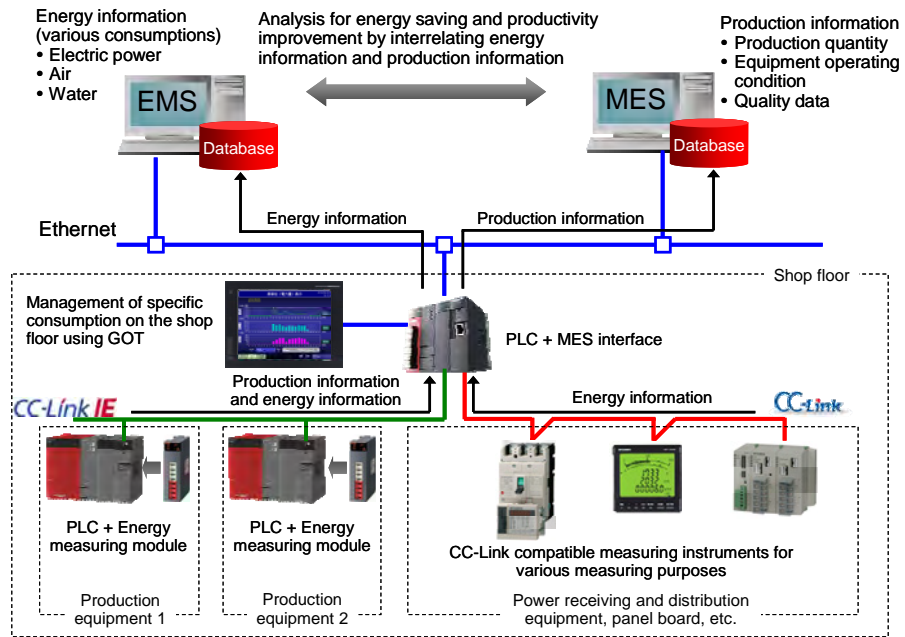 Energy information
(various consumptions)
• Electric power
• Air
• Water
Analysis for energy saving and productivity
improvement by interrelating energy
information and production information
Production information
• Production quantity
• Equipment operating
condition
• Quality data
EMS
Database
MES
Database
Energy information
Production information
Ethernet
Shop floor
Management of specific
consumption on the shop
floor using GOT
PLC + MES interface
Production information
and energy information
Energy information
CC-Link IE
CC-Link
PLC + Energy
measuring module
PLC + Energy
measuring module
CC-Link compatible measuring instruments for
various measuring purposes
Production
equipment 1
Production
equipment 2
Power receiving and distribution
equipment, panel board, etc.